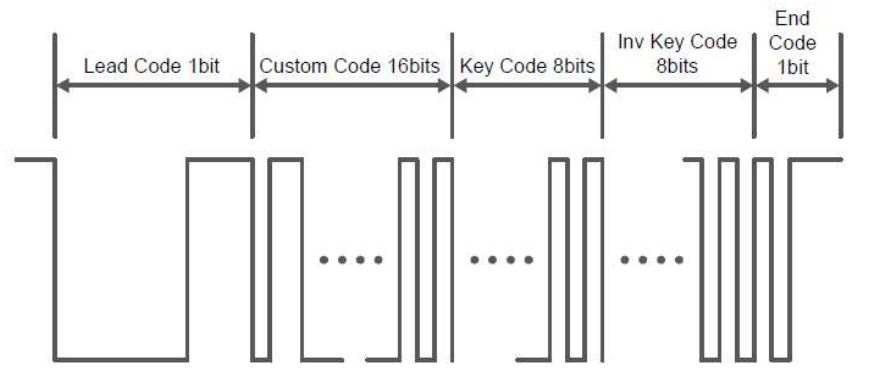 Lead Code 1bit
Custom Code 16bits
Key Code 8bits
Inv Key Code
8bits
End
Code
1bit